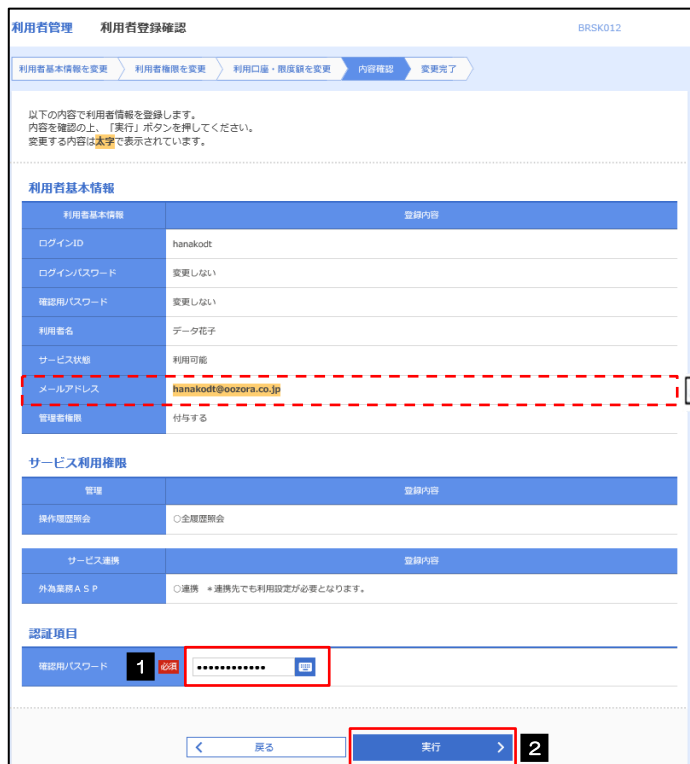 利用者管理 利用者登録確認 BRSK012
利用者基本情報を変更 利用者権限を変更 利用口座・限度額を変更 内容確認 変更完了
以下の内容で利用者情報を登録します。
内容を確認の上、「実行」ボタンを押してください。
変更する内容は太字で表示されています。
利用者基本情報
利用者基本情報 登録内容
ログインID hanakodt
ログインパスワード 変更しない
確認用パスワード 変更しない
利用者名 データ花子
サービス状態 利用可能
メールアドレス hanakodt@oozora.co.jp
管理者権限 付与する
サービス利用権限
管理 登録内容
操作履歴照会 ○全履歴照会
サービス連携 登録内容
外為業務ASP ○連携 *連携先でも利用設定が必要となります。
認証項目
確認用パスワード 1 必須 ••••••••••••
戻る 実行 2